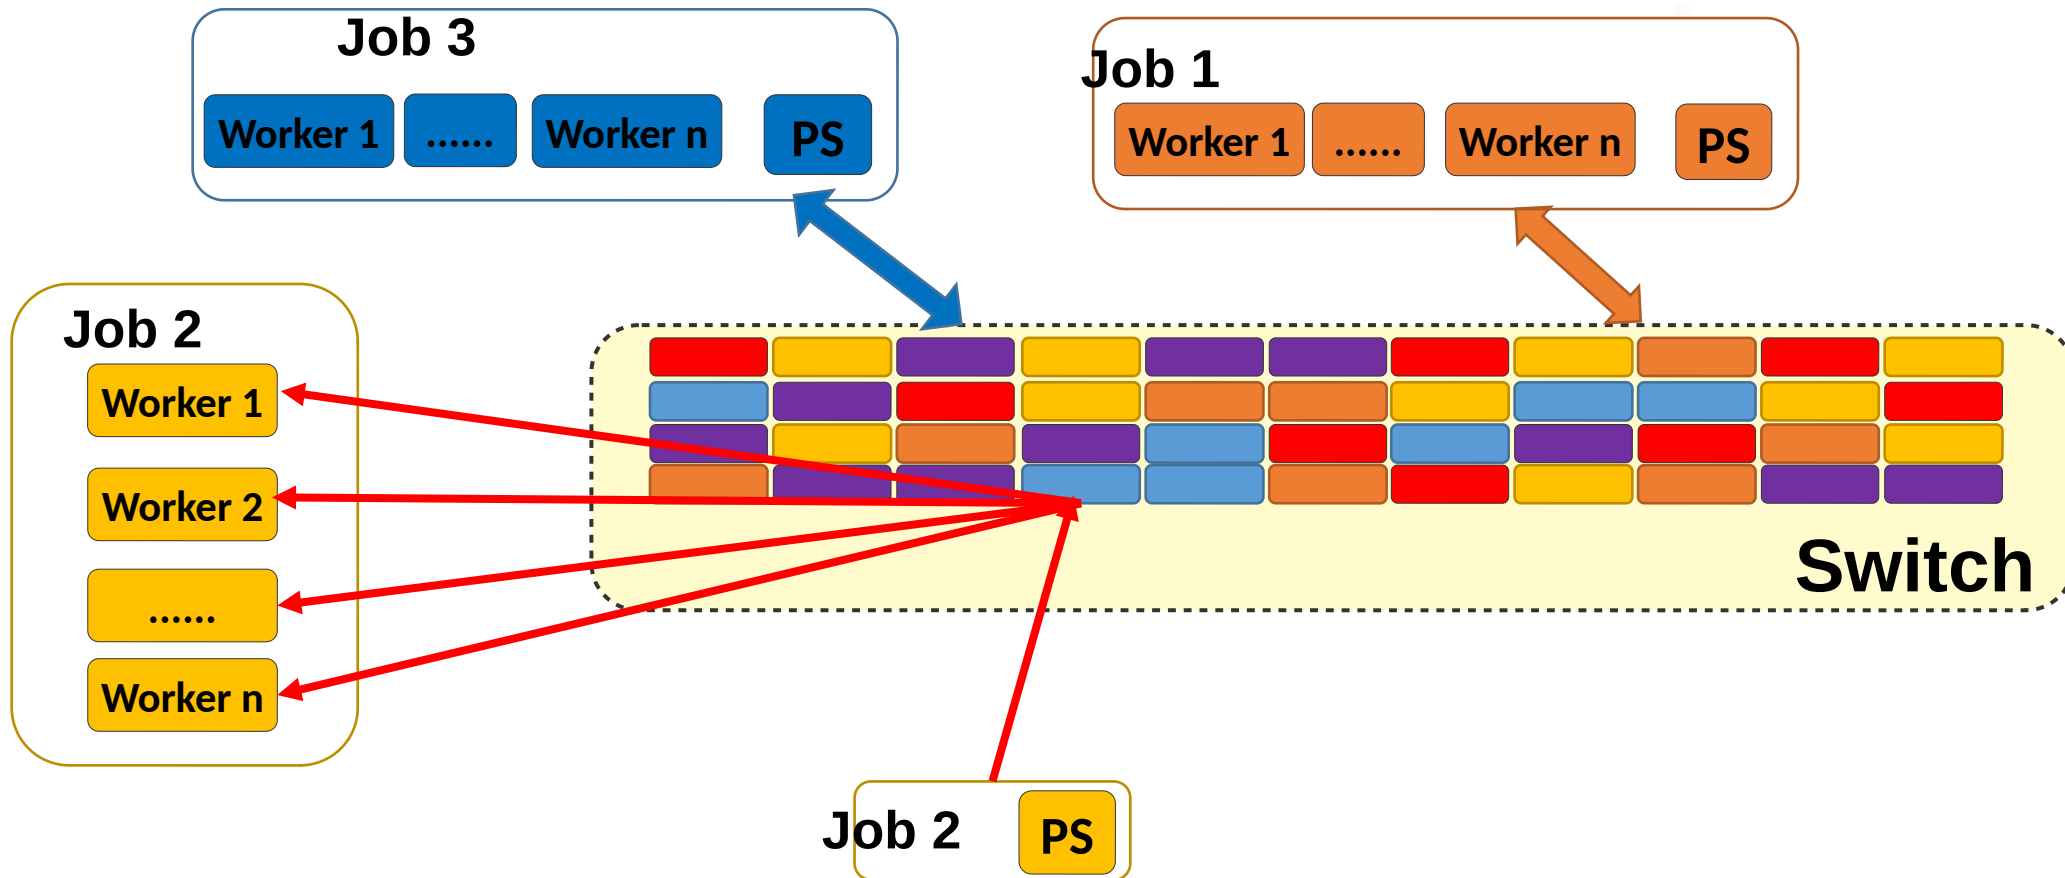 Job 3
Worker 1 ...... Worker n PS
Job 1
Worker 1 ...... Worker n PS
Job 2
Worker 1
Worker 2
......
Worker n
Switch
Job 2 PS